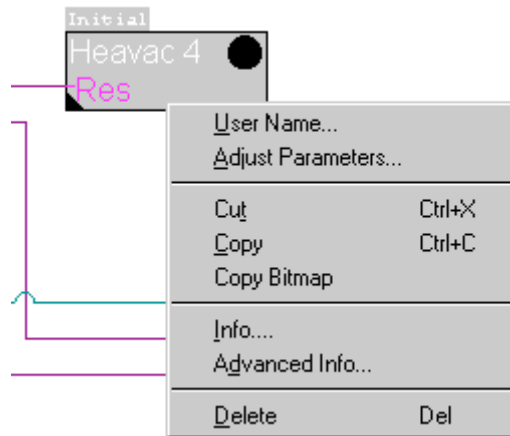 Initial
Heavac 4
Res
User Name...
Adjust Parameters...
Cut Ctrl+X
Copy Ctrl+C
Copy Bitmap
Info....
Advanced Info...
Delete Del